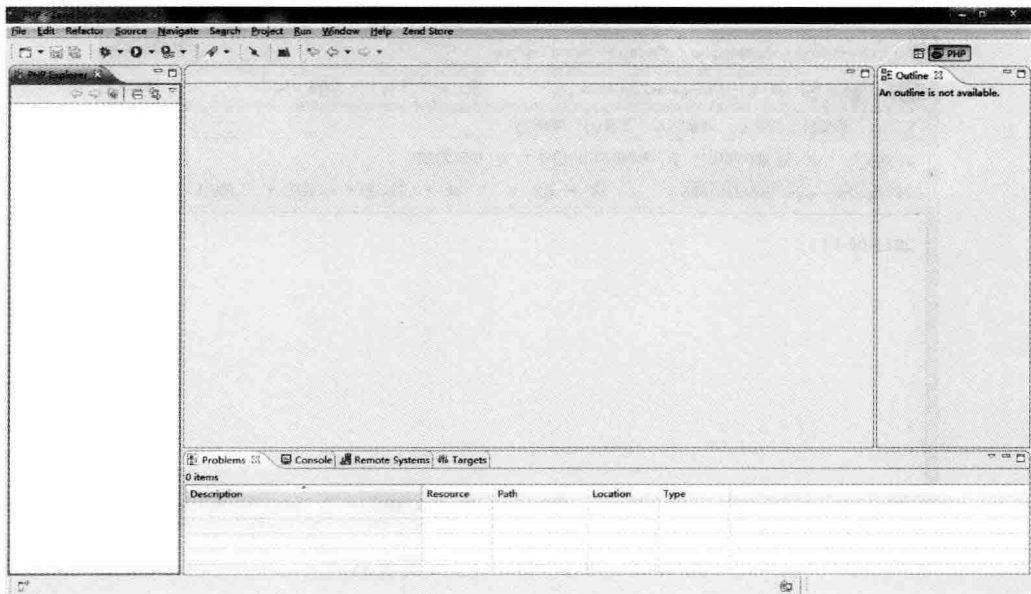 File Edit Refactor Source Navigate Search Project Run Window Help Zend Store
PHP
PHP Explorer
Outline
An outline is not available.
Problems
Console
Remote Systems
Targets
0 items
Description Resource Path Location Type